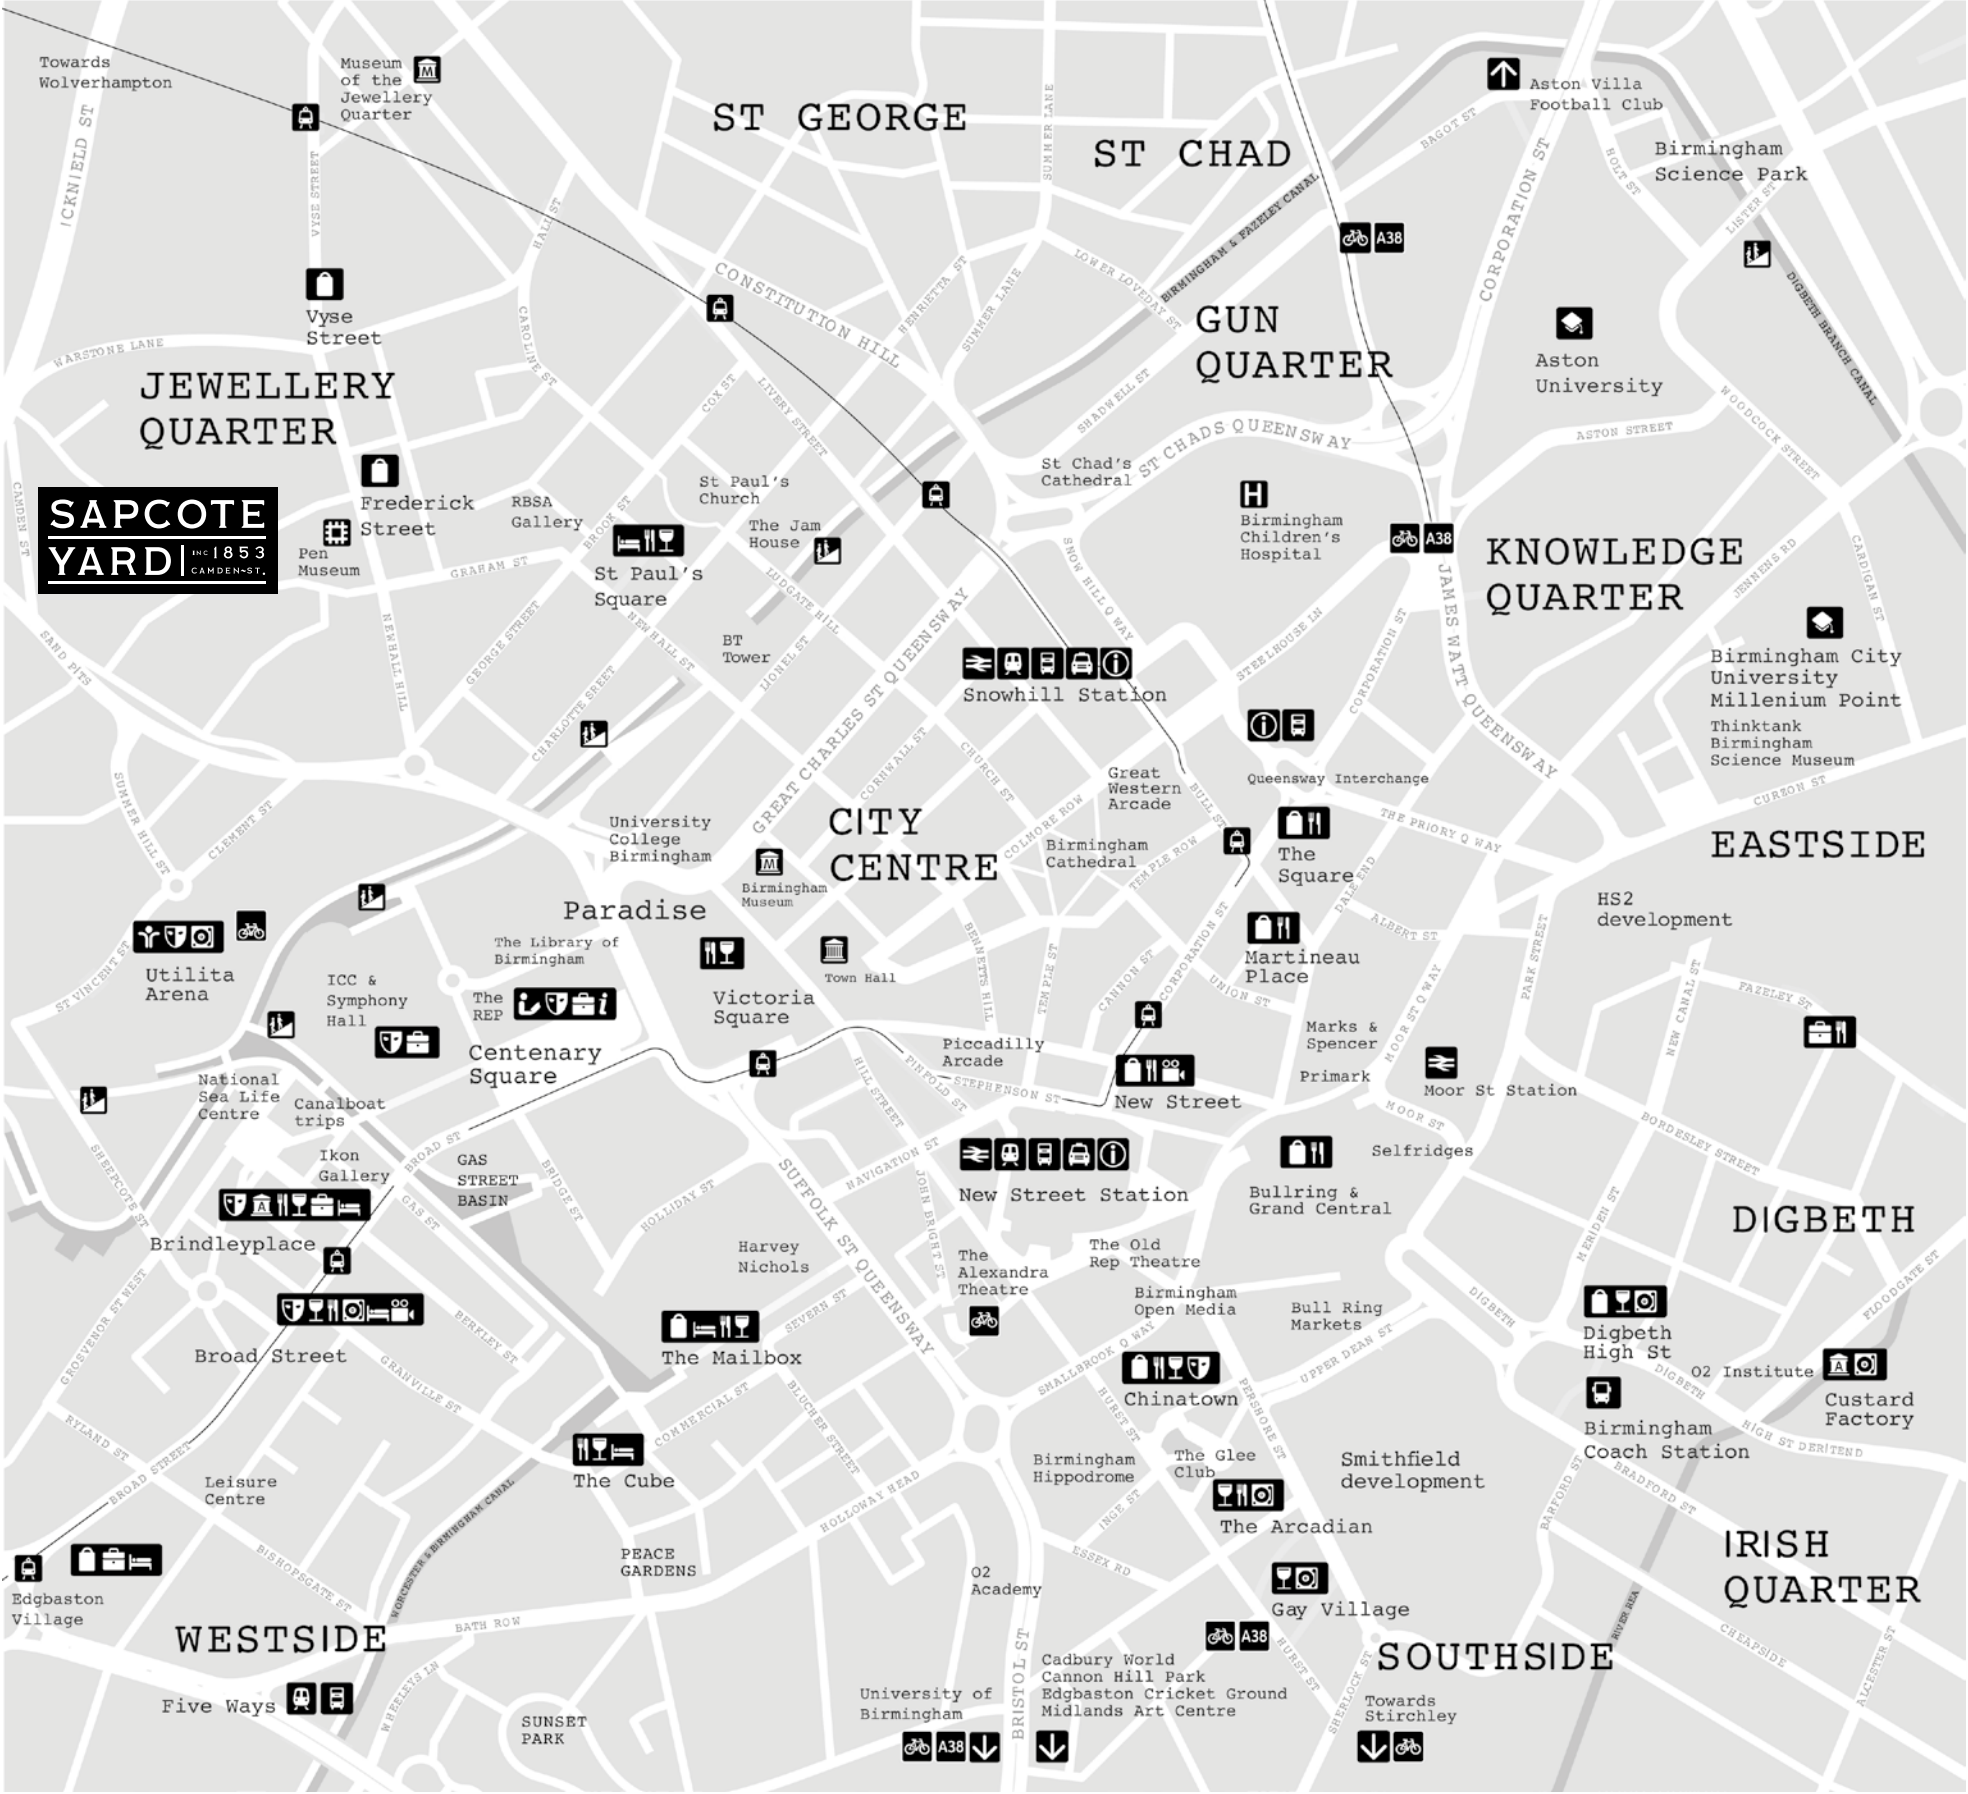 Towards
Wolverhampton
Museum
of the
Jewellery
Quarter
ICKNIELD ST
VYSE STREET
ST GEORGE
SUMMER LANE
ST CHAD
BIRMINGHAM & FAZELEY CANAL
BAGOT ST
Aston Villa
Football Club
CORPORATION ST
HOLT ST
Birmingham
Science Park
LISTER ST
DIGBETH BRANCH CANAL
A38
HALL ST
CONSTITUTION HILL
HENRIETTA ST
SUMMER LANE
LOWER LOVEDAY ST
Vyse
Street
WARSTONE LANE
JEWELLERY
QUARTER
CAROLINE ST
COX ST
LIVERY STREET
SHADWELL ST
GUN
QUARTER
Aston
University
ASTON STREET
WOODCOCK STREET
ST CHADS QUEENSWAY
St Chad's
Cathedral
CAMDEN ST
SAPCOTE
YARD
INC 1853
CAMDEN~ST.
Frederick
Street
Pen
Museum
RBSA
Gallery
BROOK ST
St Paul's
Church
The Jam
House
St Paul's
Square
GRAHAM ST
Birmingham
Children's
Hospital
A38
KNOWLEDGE
QUARTER
JENNENS RD
CARDIGAN ST
SAND PITS
NEWHALL HILL
GEORGE STREET
NEWHALL ST
LUDGATE HILL
BT
Tower
LIONEL ST
CHARLOTTE SREET
GREAT CHARLES ST QUEENSWAY
SNOW HILL Q WAY
Snowhill Station
STEELHOUSE LN
CORPORATION ST
JAMES WATT QUEENSWAY
Birmingham City
University
Millenium Point
Thinktank
Birmingham
Science Museum
CURZON ST
SUMMER HILL ST
CLEMENT ST
CORNWALL ST
CHURCH ST
Great
Western
Arcade
BULL ST
Queensway Interchange
THE PRIORY Q WAY
EASTSIDE
University
College
Birmingham
CITY
CENTRE
COLMORE ROW
Birmingham
Cathedral
TEMPLE ROW
The
Square
DALE END
Birmingham
Museum
Paradise
HS2
development
The Library of
Birmingham
Town Hall
BENNETTS HILL
TEMPLE ST
CANNON ST
CORPORATION ST
Martineau
Place
ALBERT ST
UNION ST
PARK STREET
Utilita
Arena
ST VINCENT ST
ICC &
Symphony
Hall
The
REP
Victoria
Square
Centenary
Square
Piccadilly
Arcade
Marks &
Spencer
MOOR ST Q WAY
NEW CANAL ST
FAZELEY ST
National
Sea Life
Centre
Canalboat
trips
HILL STREET
PINFOLD ST
STEPHENSON ST
New Street
Primark
Moor St Station
MOOR ST
BORDESLEY STREET
SHEEPCOTE ST
Ikon
Gallery
BROAD ST
GAS
STREET
BASIN
GAS ST
BRIDGE ST
HOLLIDAY ST
SUFFOLK ST QUEENSWAY
NAVIGATION ST
JOHN BRIGHT ST
New Street Station
Selfridges
Bullring &
Grand Central
Brindleyplace
MERIDEN ST
DIGBETH
Harvey
Nichols
The
Alexandra
Theatre
The Old
Rep Theatre
Birmingham
Open Media
Bull Ring
Markets
DIGBETH
FLOODGATE ST
GROSVENOR ST NEST
Broad Street
BERKLEY ST
The Mailbox
SEVERN ST
SMALLBROOK Q WAY
UPPER DEAN ST
Digbeth
High St
DIGBETH
O2 Institute
Custard
Factory
Chinatown
HURST ST
PERSHORE ST
GRANVILLE ST
COMMERCIAL ST
BLUCHER STREET
Birmingham
Coach Station
HIGH ST DERITEND
RYLAND ST
BROAD STREET
Leisure
Centre
The Cube
HOLLOWAY HEAD
Birmingham
Hippodrome
The Glee
Club
INGE ST
The Arcadian
Smithfield
development
BARFORD ST
BRADFORD ST
WORCESTER & BIRMINGHAM CANAL
Edgbaston
Village
BISHOPSGATE ST
PEACE
GARDENS
O2
Academy
ESSEX RD
Gay Village
A38
IRISH
QUARTER
WESTSIDE
BATH ROW
BRISTOL ST
HURST ST
SOUTHSIDE
RIVER REA
CHEAPSIDE
ALCESTER ST
Five Ways
WHEELEYS LN
SUNSET
PARK
University of
Birmingham
A38
Cadbury World
Cannon Hill Park
Edgbaston Cricket Ground
Midlands Art Centre
SHERLOCK ST
Towards
Stirchley